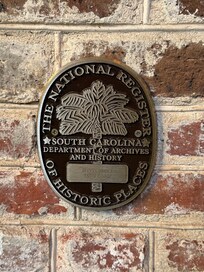 THE NATIONAL REGISTER
SOUTH CAROLINA
DEPARTMENT OF ARCHIVES
AND HISTORY
OF HISTORIC PLACES